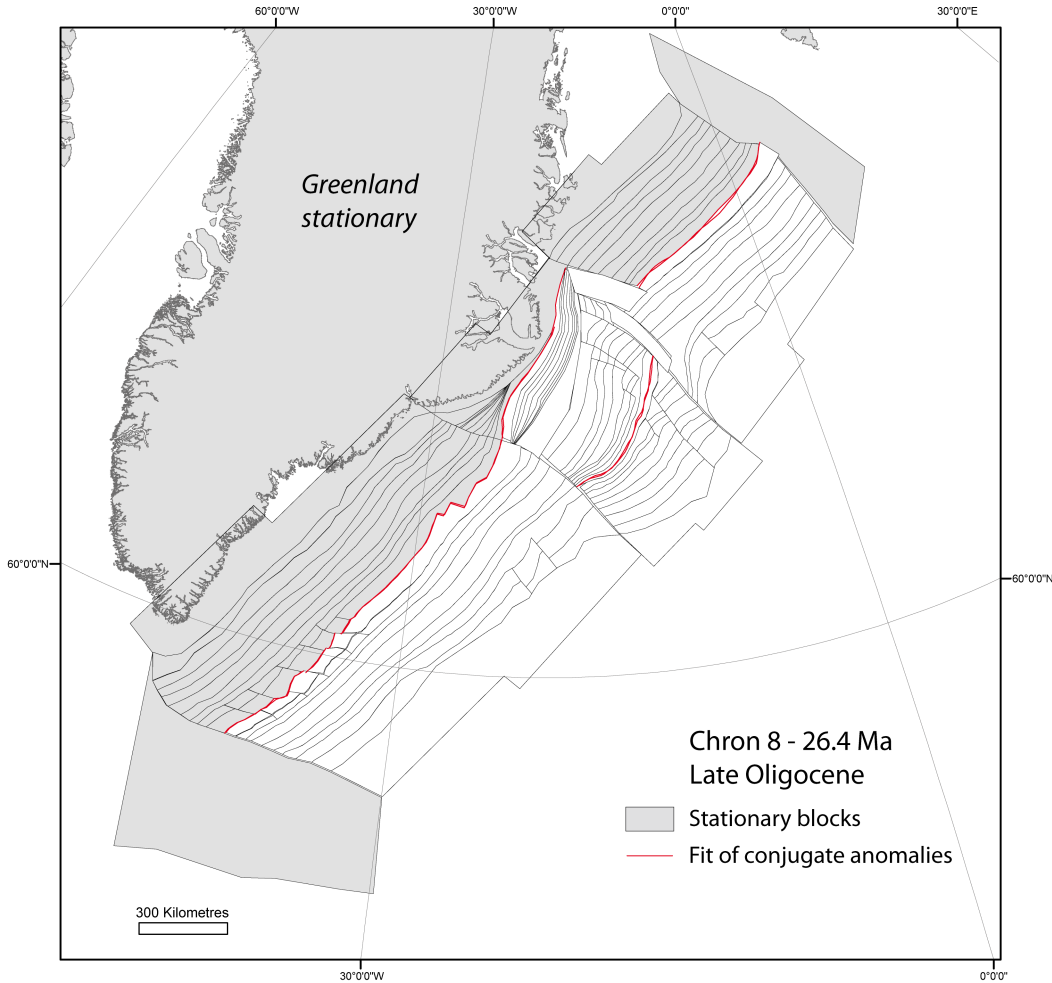 60°0'0"W
30°0'0"W
0°0'0"
30°0'0"E
Greenland
stationary
60°0'0"N
60°0'0"N
Chron 8 - 26.4 Ma
Late Oligocene
Stationary blocks
Fit of conjugate anomalies
300 Kilometres
30°0'0"W
0°0'0"